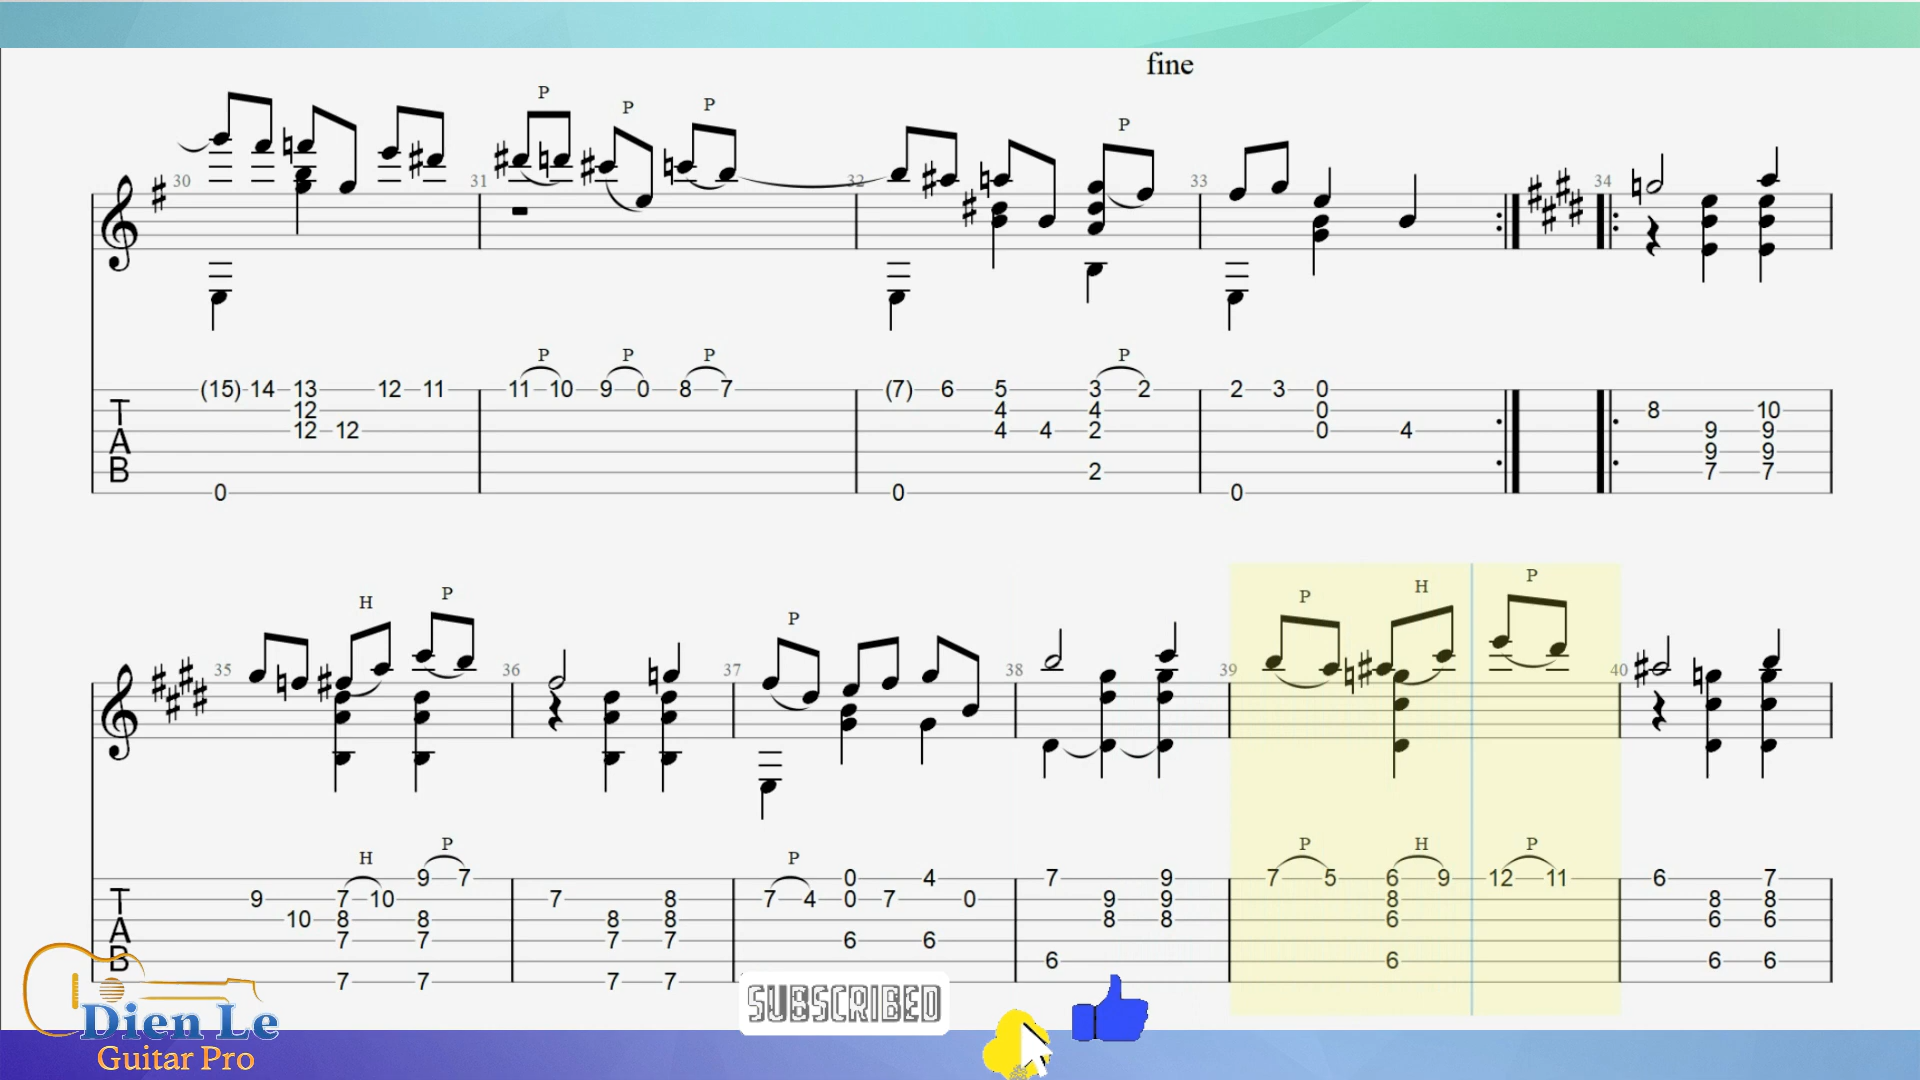 fine
P P P P
30 31 32 33 34
P P P P
(15) 14 13 12 11 11 10 9 0 8 7 (7) 6 5 3 2 2 3 0
T 12 4 4 0 8 10
A 12 12 4 4 2 0 4 9 9
9 9
B 2 7 7
0 0 0
H P P P H P
35 36 37 38 39 40
H P P P H P
9 7 0 4 7 9 7 5 6 9 12 11 6 7
T 9 7 10 7 8 7 4 0 7 0 9 9 8 8 8
A 10 8 8 8 8 8 8 6 6 6
7 7 7 7 6 6
B 6 6 6 6
7 7 7 7
SUBSCRIBED
Dien Le
Guitar Pro